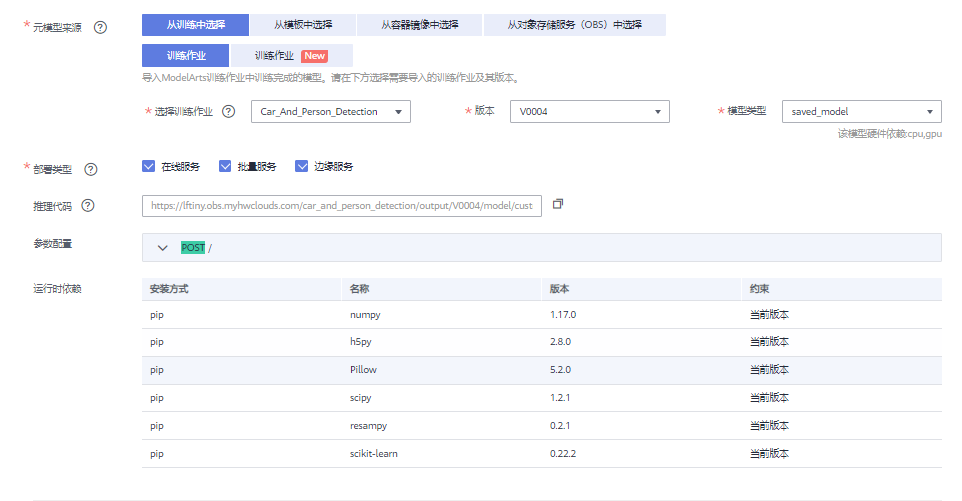 * 元模型来源 ? 从训练中选择 从模板中选择 从容器镜像中选择 从对象存储服务（OBS）中选择
训练作业 训练作业 New
导入ModelArts训练作业中训练完成的模型。请在下方选择需要导入的训练作业及其版本。
* 选择训练作业 ? Car_And_Person_Detection * 版本 V0004 * 模型类型 saved_model
该模型硬件依赖:cpu,gpu
* 部署类型 ? 在线服务 批量服务 边缘服务
推理代码 ? https://lftiny.obs.myhwclouds.com/car_and_person_detection/output/V0004/model/cust
参数配置 POST /
运行时依赖 安装方式 名称 版本 约束
pip numpy 1.17.0 当前版本
pip h5py 2.8.0 当前版本
pip Pillow 5.2.0 当前版本
pip scipy 1.2.1 当前版本
pip resampy 0.2.1 当前版本
pip scikit-learn 0.22.2 当前版本